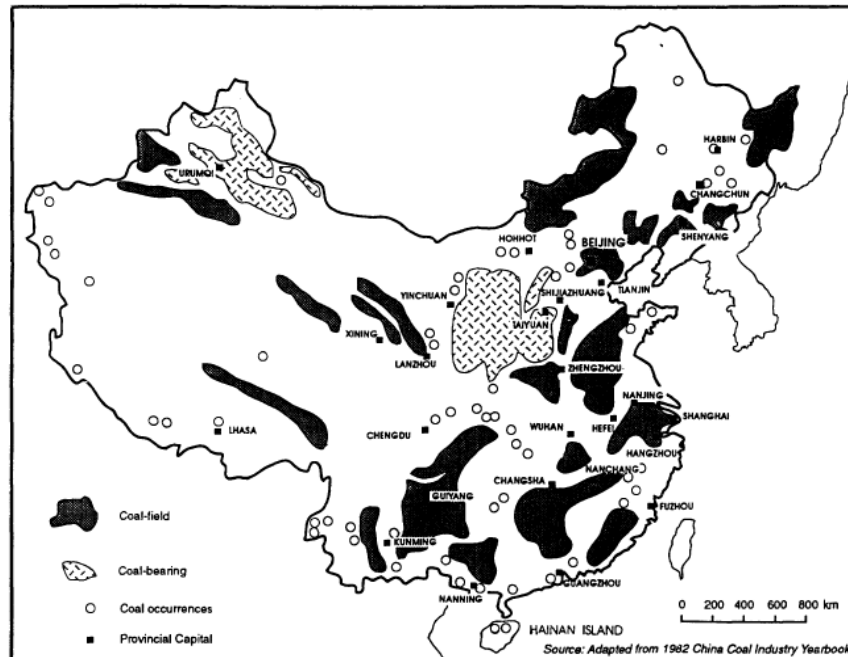 HARBIN
URUMQI
CHANGCHUN
HOHHOT
BEIJING
SHENYANG
YINCHUAN
SHIJIAZHUANG
TIANJIN
TAIYUAN
XINING
LANZHOU
ZHENGZHOU
NANJING
SHANGHAI
LHASA
CHENGDU
WUHAN
HEFEI
HANGZHOU
NANCHANG
CHANGSHA
GUIYANG
FUZHOU
KUNMING
GUANGZHOU
NANNING
HAINAN ISLAND
Coal-field
Coal-bearing
Coal occurrences
Provincial Capital
0 200 400 600 800 km
Source: Adapted from 1982 China Coal Industry Yearbook